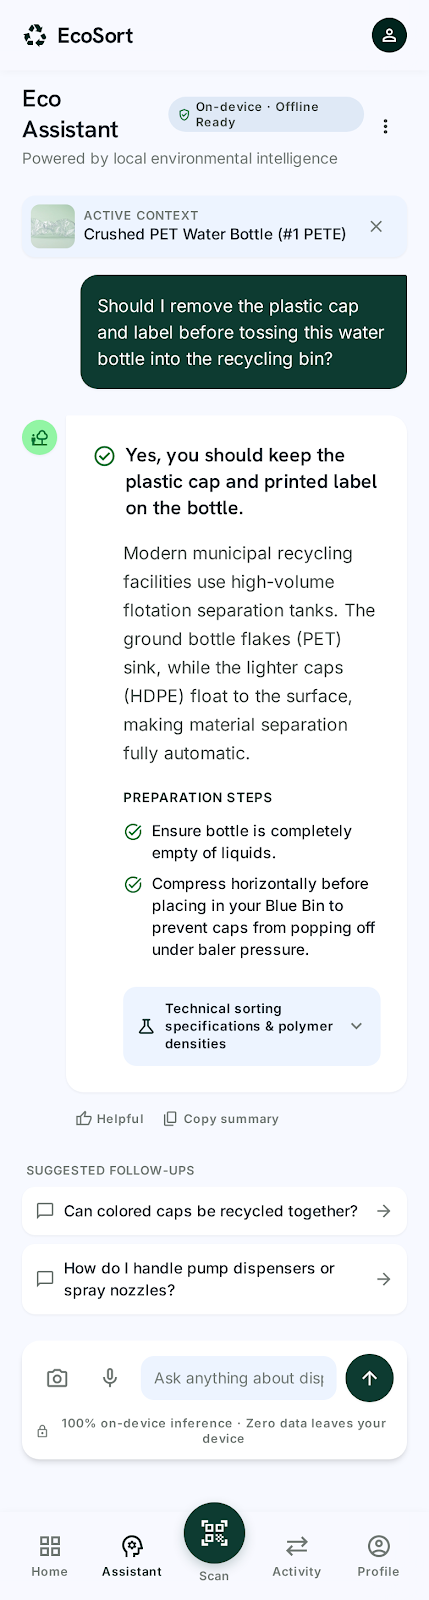 EcoSort
Eco
Assistant
On-device · Offline
Ready
Powered by local environmental intelligence
ACTIVE CONTEXT
Crushed PET Water Bottle (#1 PETE)
Should I remove the plastic cap
and label before tossing this water
bottle into the recycling bin?
Yes, you should keep the
plastic cap and printed label
on the bottle.
Modern municipal recycling
facilities use high-volume
flotation separation tanks. The
ground bottle flakes (PET)
sink, while the lighter caps
(HDPE) float to the surface,
making material separation
fully automatic.
PREPARATION STEPS
Ensure bottle is completely
empty of liquids.
Compress horizontally before
placing in your Blue Bin to
prevent caps from popping off
under baler pressure.
Technical sorting
specifications & polymer
densities
Helpful
Copy summary
SUGGESTED FOLLOW-UPS
Can colored caps be recycled together?
How do I handle pump dispensers or
spray nozzles?
Ask anything about disp
100% on-device inference · Zero data leaves your
device
Home
Assistant
Scan
Activity
Profile